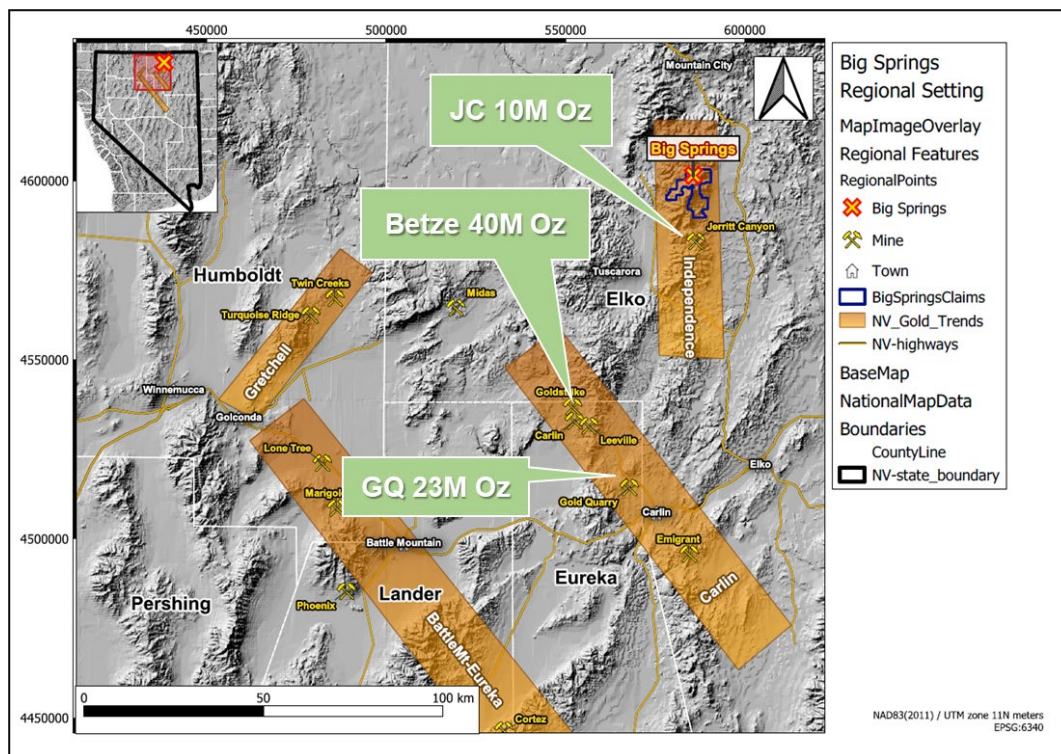 450000
500000
550000
600000
4600000
4550000
4500000
4450000
Mountain City
JC 10M Oz
Big Springs
Betze 40M Oz
Jerritt Canyon
Humboldt
Tuscarora
Twin Creeks
Midas
Elko
Independence
Turquoise Ridge
Gretchell
Winnemucca
Golconda
Goldstrike
Carlin
Leeville
Lone Tree
Elko
GQ 23M Oz
Marigold
Gold Quarry
Carlin
Battle Mountain
Emigrant
Eureka
Carlin
Pershing
Phoenix
Lander
BattleMt-Eureka
Cortez
0
50
100 km
Big Springs
Regional Setting
MapImageOverlay
Regional Features
RegionalPoints
Big Springs
Mine
Town
BigSpringsClaims
NV_Gold_Trends
NV-highways
BaseMap
NationalMapData
Boundaries
CountyLine
NV-state_boundary
NAD83(2011) / UTM zone 11N meters
EPSG:6340